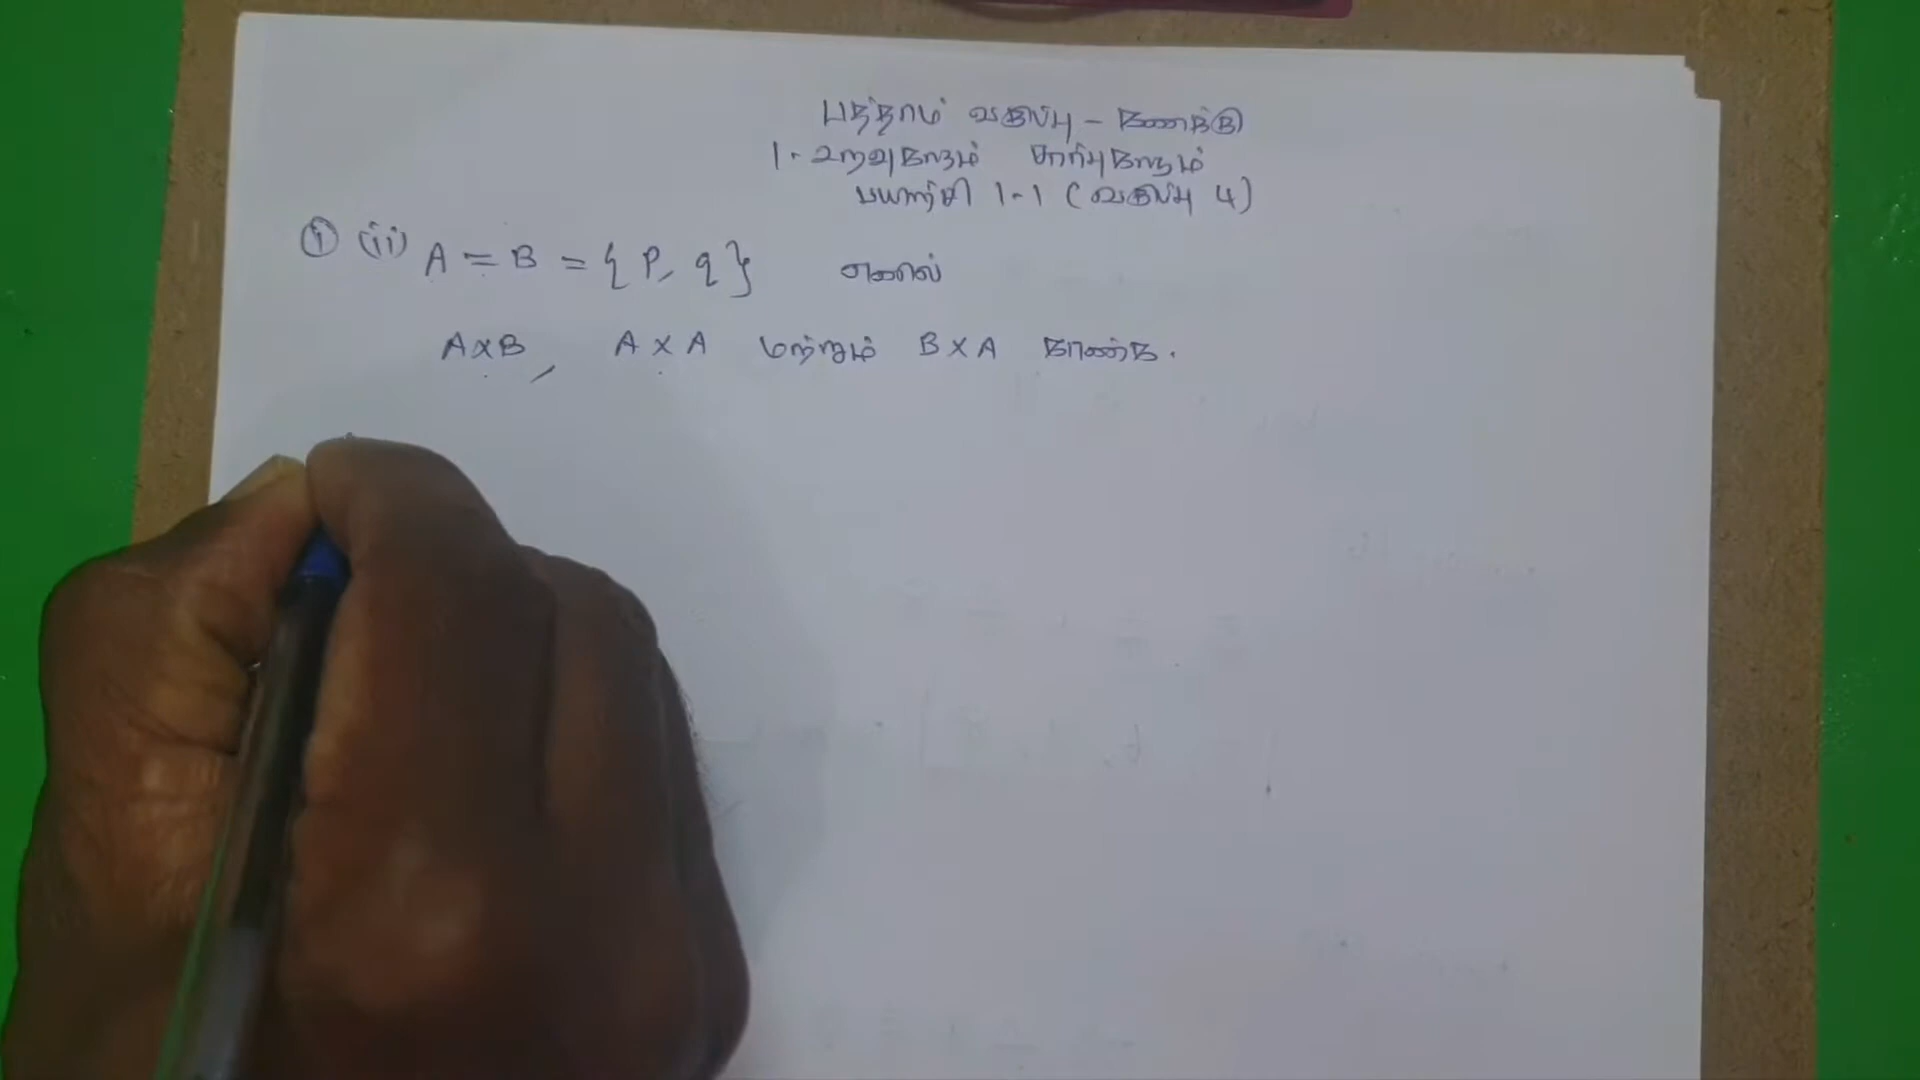 பத்தாம் வகுப்பு - கணக்கு
1. உறவுகளும் சார்புகளும்
பயிற்சி 1.1 (வகுப்பு 4)
① (ii) A = B = {p, q} எனில்
A×B, A×A மற்றும் B×A காண்க.